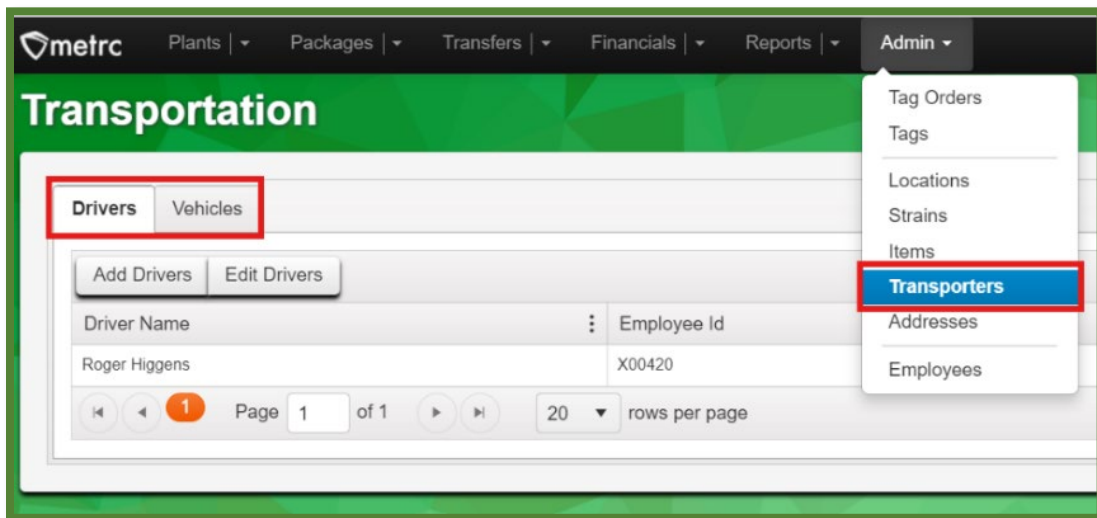 metrc Plants | Packages | Transfers | Financials | Reports | Admin
Transportation
Tag Orders
Tags
Locations
Strains
Items
Transporters
Addresses
Employees
Drivers Vehicles
Add Drivers Edit Drivers
Driver Name Employee Id
Roger Higgens X00420
1 Page 1 of 1 20 rows per page